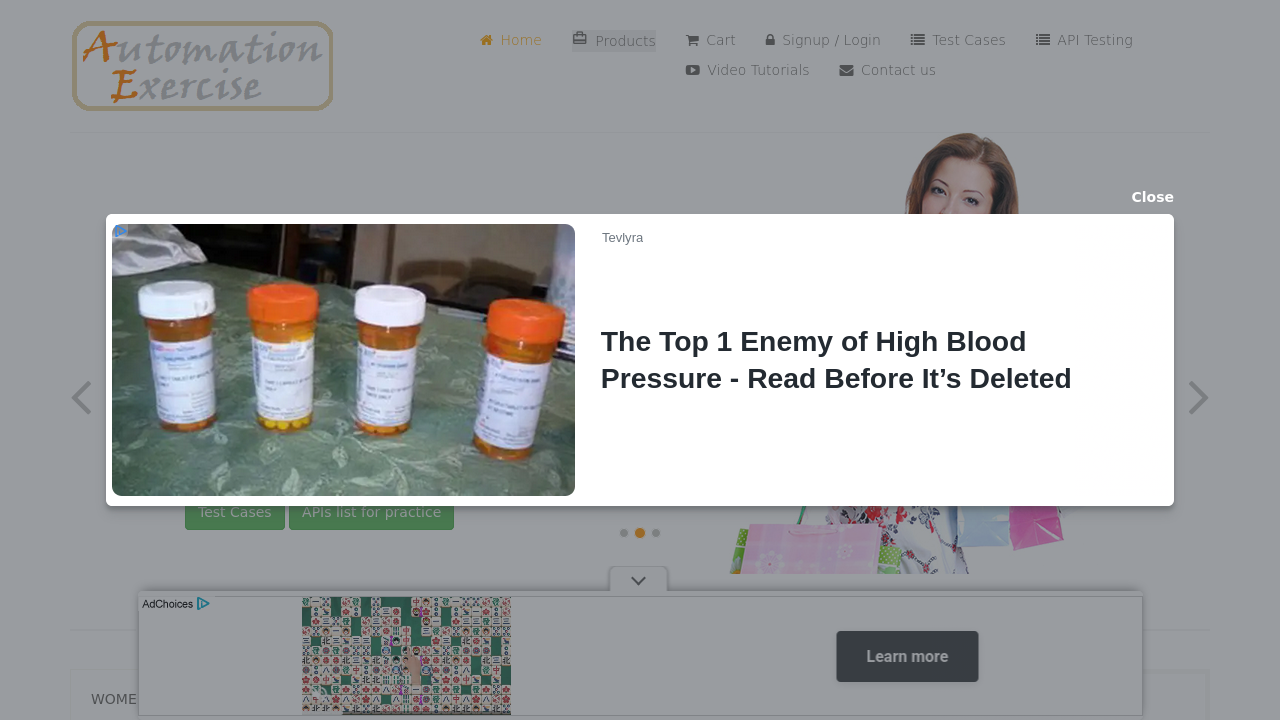 Automation
Exercise
Home
Products
Cart
Signup / Login
Test Cases
API Testing
Video Tutorials
Contact us
Close
Tevlyra
The Top 1 Enemy of High Blood
Pressure - Read Before It’s Deleted
Test Cases
APIs list for practice
AdChoices
Learn more
WOME